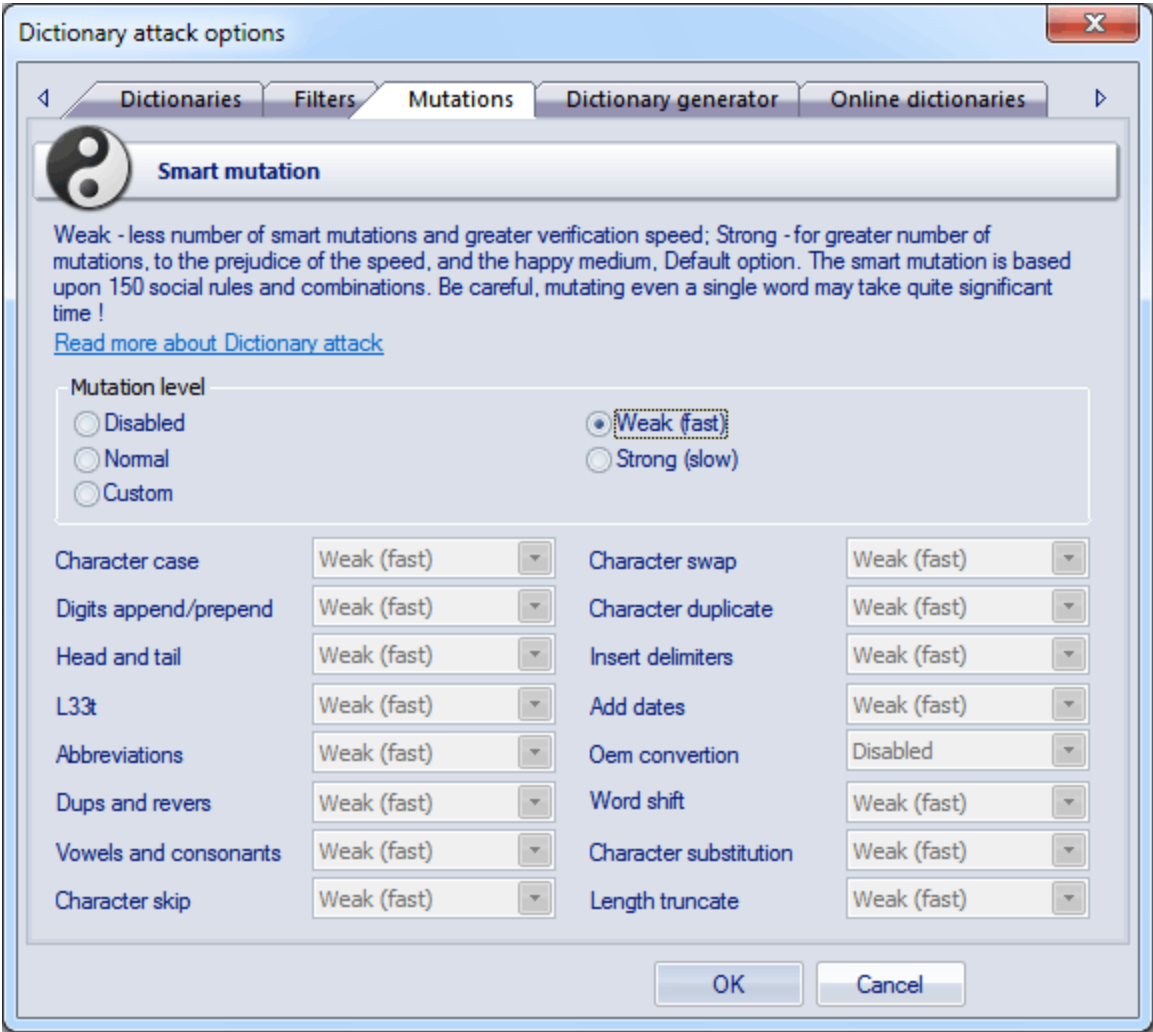 Dictionary attack options
Dictionaries Filters Mutations Dictionary generator Online dictionaries
Smart mutation
Weak - less number of smart mutations and greater verification speed; Strong - for greater number of
mutations, to the prejudice of the speed, and the happy medium, Default option. The smart mutation is based
upon 150 social rules and combinations. Be careful, mutating even a single word may take quite significant
time !
Read more about Dictionary attack
Mutation level
Disabled Weak (fast)
Normal Strong (slow)
Custom
Character case Weak (fast) Character swap Weak (fast)
Digits append/prepend Weak (fast) Character duplicate Weak (fast)
Head and tail Weak (fast) Insert delimiters Weak (fast)
L33t Weak (fast) Add dates Weak (fast)
Abbreviations Weak (fast) Oem convertion Disabled
Dups and revers Weak (fast) Word shift Weak (fast)
Vowels and consonants Weak (fast) Character substitution Weak (fast)
Character skip Weak (fast) Length truncate Weak (fast)
OK Cancel